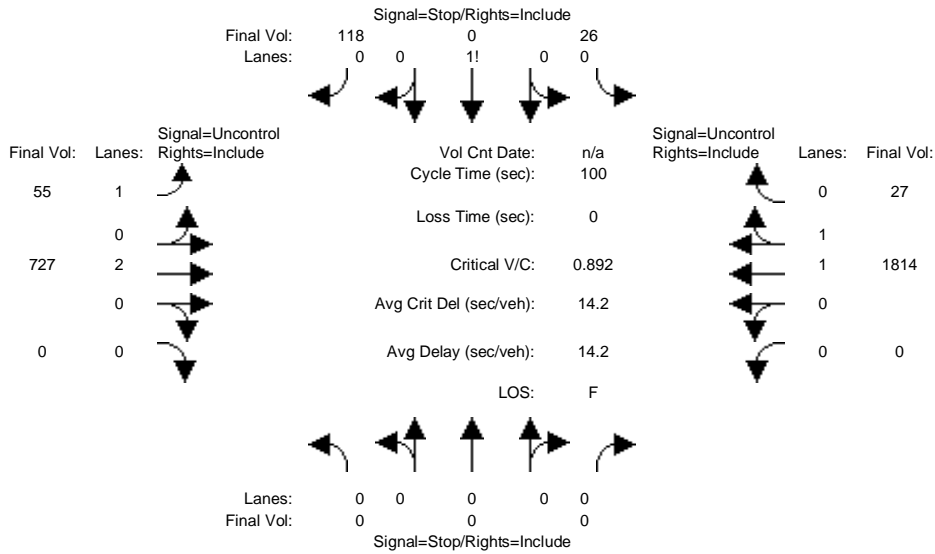 Signal=Stop/Rights=Include
Final Vol: 118 0 26
Lanes: 0 0 1! 0 0
Signal=Uncontrol Signal=Uncontrol
Final Vol: Lanes: Rights=Include Vol Cnt Date: n/a Rights=Include Lanes: Final Vol:
Cycle Time (sec): 100
55 1 0 27
Loss Time (sec): 0
0 1
727 2 Critical V/C: 0.892 1 1814
0 Avg Crit Del (sec/veh): 14.2 0
0 0 Avg Delay (sec/veh): 14.2 0 0
LOS: F
Lanes: 0 0 0 0 0
Final Vol: 0 0 0
Signal=Stop/Rights=Include